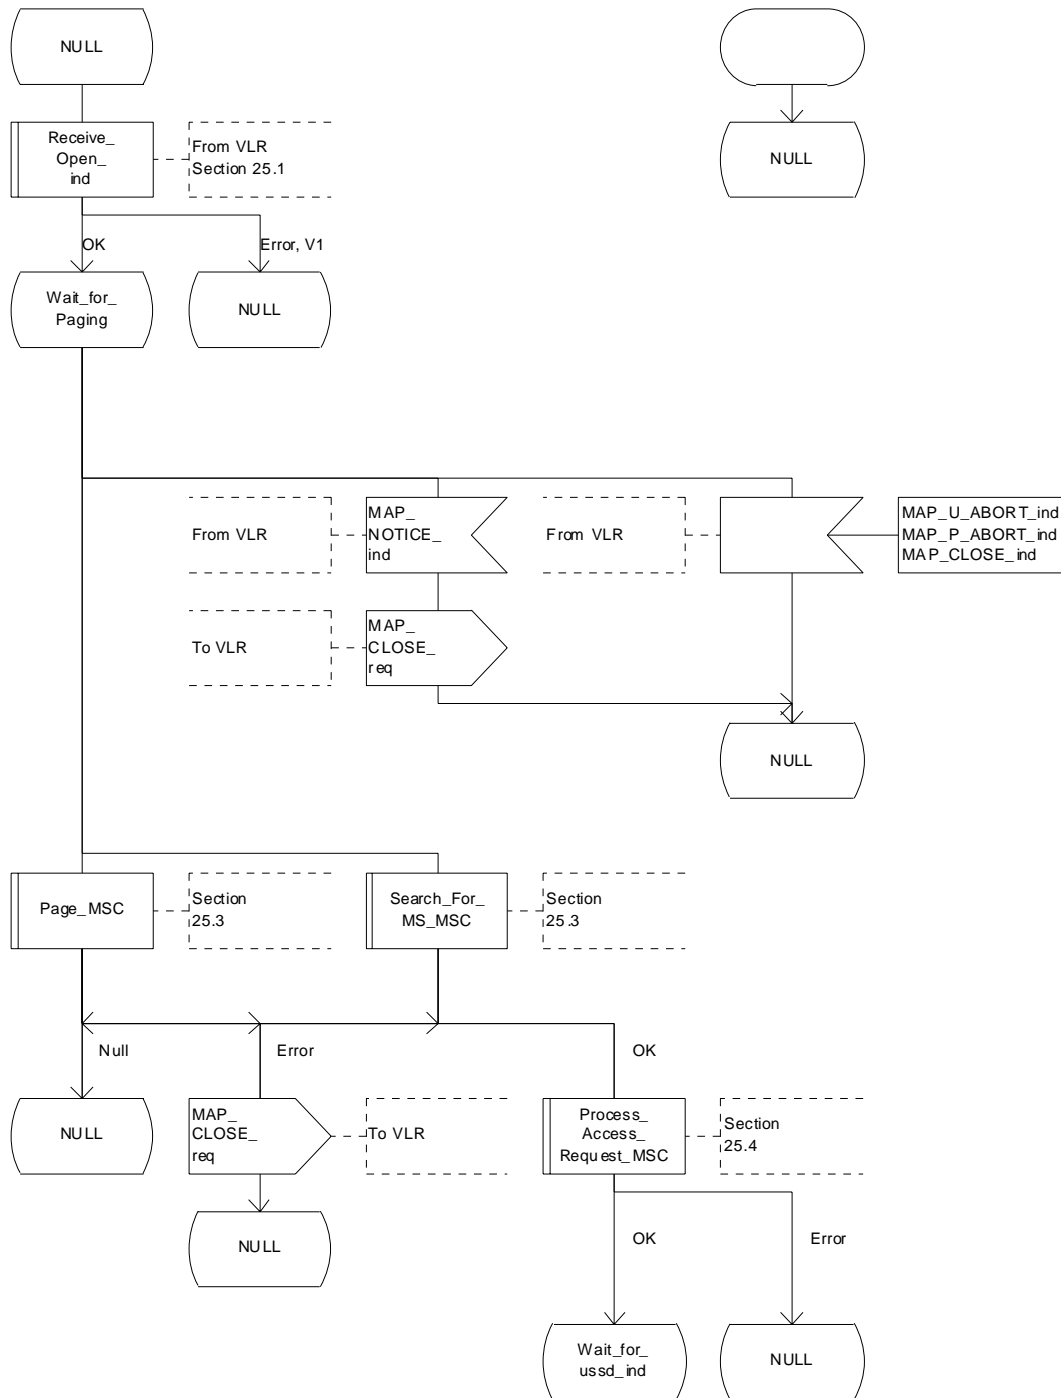 NULL
Receive_
Open_
ind
From VLR
Section 25.1
NULL
OK
Error, V1
Wait_for_
Paging
NULL
From VLR
MAP_
NOTICE_
ind
From VLR
MAP_U_ABORT_ind
MAP_P_ABORT_ind
MAP_CLOSE_ind
To VLR
MAP_
CLOSE_
req
NULL
Page_MSC
Section
25.3
Search_For_
MS_MSC
Section
25.3
Null
Error
OK
NULL
MAP_
CLOSE_
req
To VLR
Process_
Access_
Request_MSC
Section
25.4
NULL
OK
Error
Wait_for_
ussd_ind
NULL